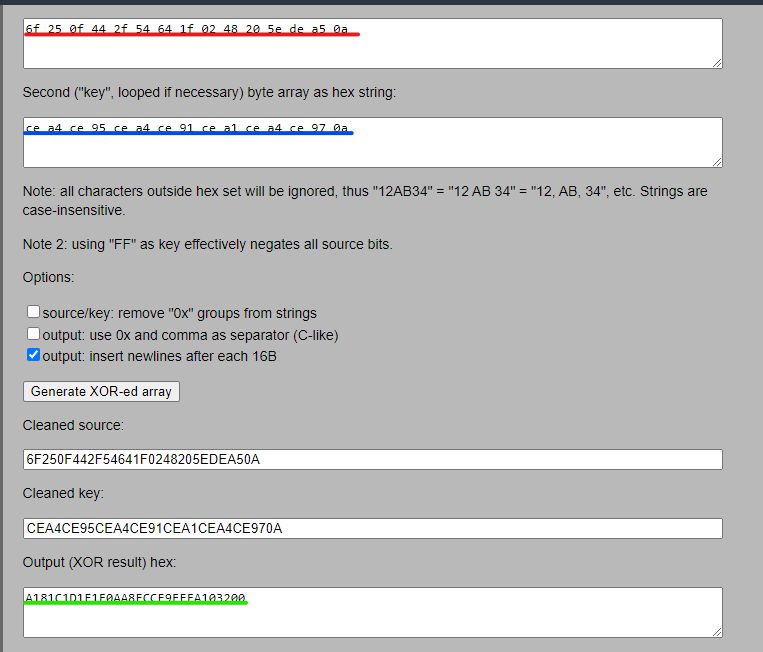 6f 25 0f 44 2f 54 64 1f 02 48 20 5e de a5 0a
Second ("key", looped if necessary) byte array as hex string:
ce a4 ce 95 ce a4 ce 91 ce a1 ce a4 ce 97 0a
Note: all characters outside hex set will be ignored, thus "12AB34" = "12 AB 34" = "12, AB, 34", etc. Strings are
case-insensitive.
Note 2: using "FF" as key effectively negates all source bits.
Options:
source/key: remove "0x" groups from strings
output: use 0x and comma as separator (C-like)
output: insert newlines after each 16B
Generate XOR-ed array
Cleaned source:
6F250F442F54641F0248205EDEA50A
Cleaned key:
CEA4CE95CEA4CE91CEA1CEA4CE970A
Output (XOR result) hex:
A181C1D1E1F0AA8ECCE9EEFA103200